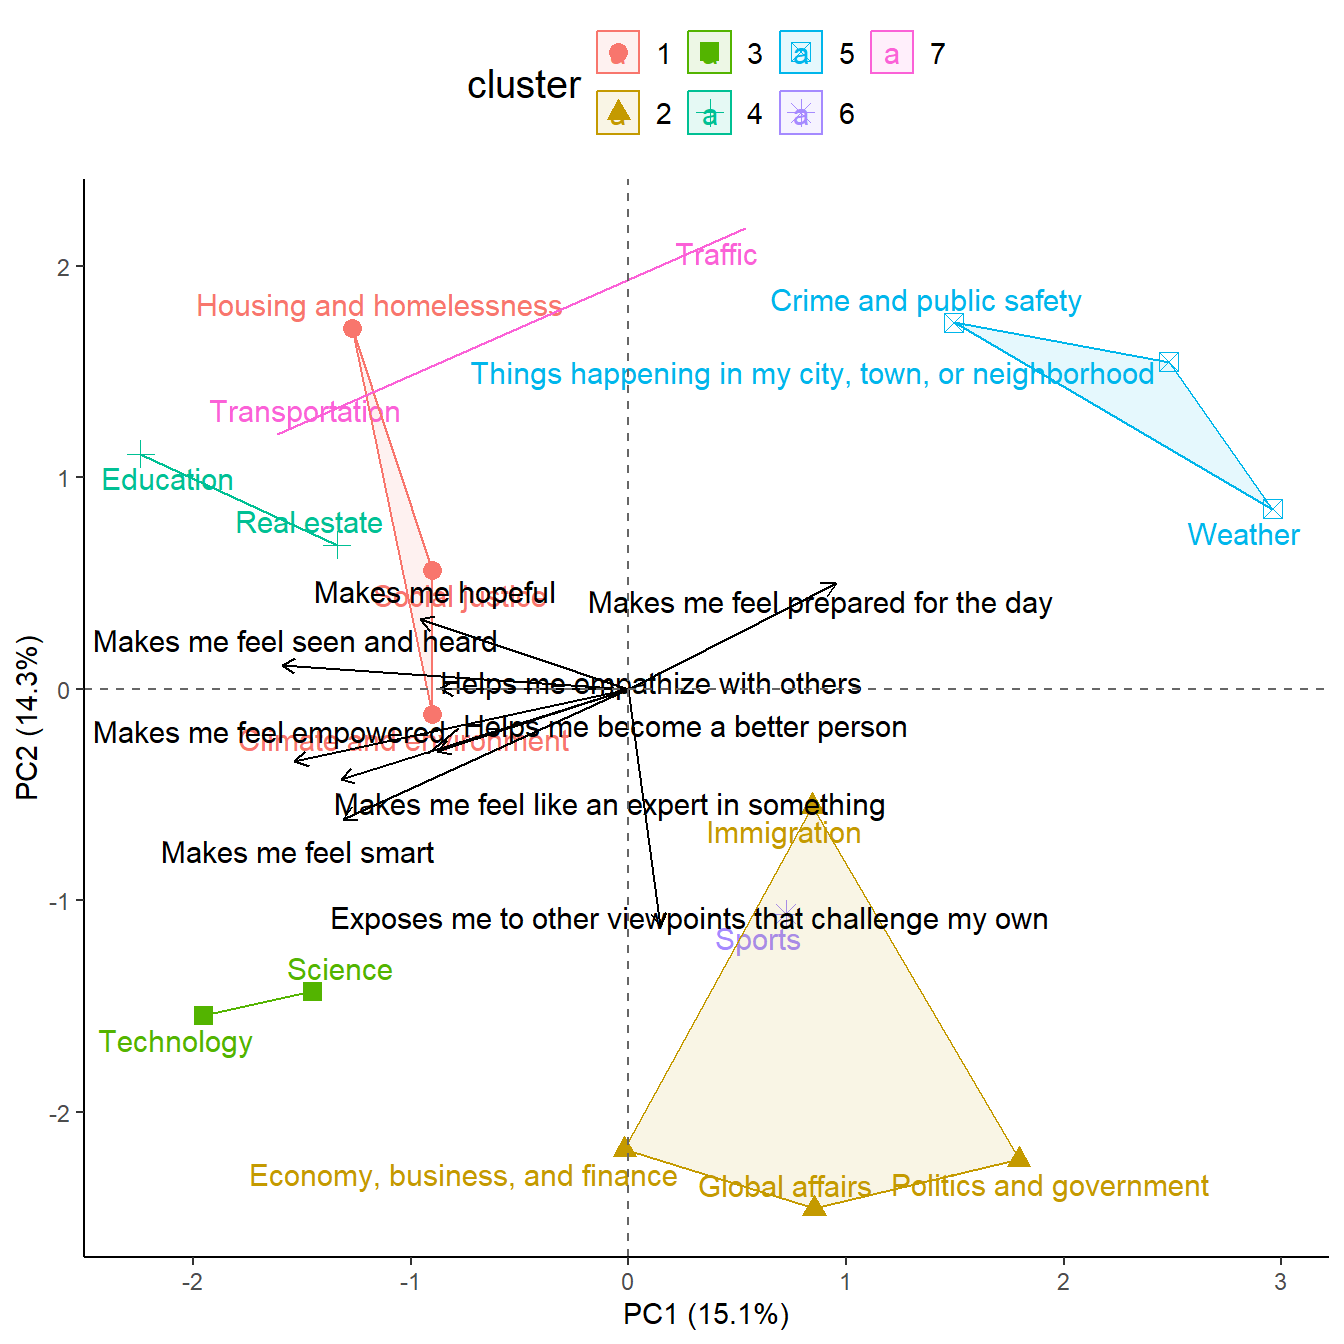 cluster
1 3 5 7
2 4 6
Traffic
Housing and homelessness
Crime and public safety
Things happening in my city, town, or neighborhood
Transportation
Education
Real estate
Weather
Makes me hopeful
Social justice
Makes me feel prepared for the day
Makes me feel seen and heard
Helps me empathize with others
Makes me feel empowered
Climate and environment
Helps me become a better person
Makes me feel like an expert in something
Immigration
Makes me feel smart
Exposes me to other viewpoints that challenge my own
Sports
Science
Technology
Economy, business, and finance
Global affairs
Politics and government
2
1
0
-1
-2
PC2 (14.3%)
-2 -1 0 1 2 3
PC1 (15.1%)